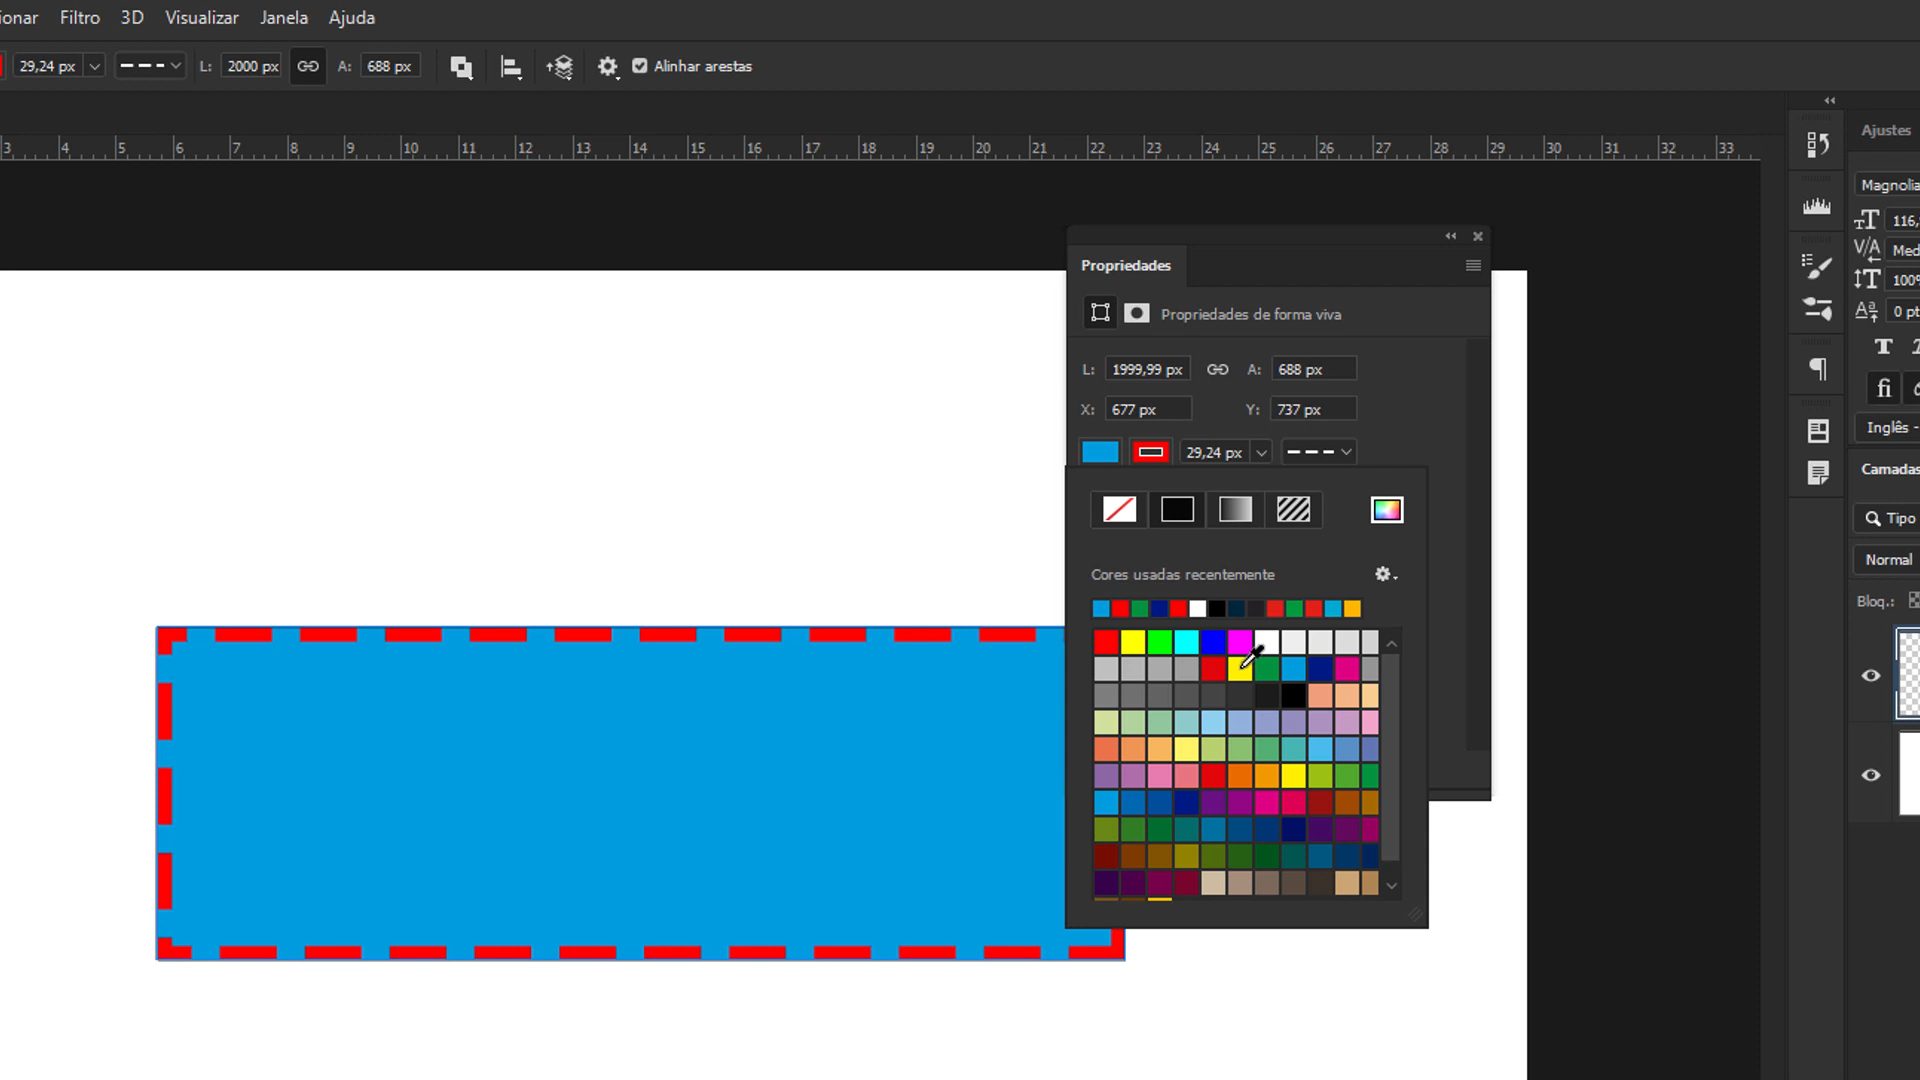 ionar Filtro 3D Visualizar Janela Ajuda
29,24 px L: 2000 px A: 688 px Alinhar arestas
3 4 5 6 7 8 9 10 11 12 13 14 15 16 17 18 19 20 21 22 23 24 25 26 27 28 29 30 31 32 33
Propriedades
Propriedades de forma viva
L: 1999,99 px A: 688 px
X: 677 px Y: 737 px
29,24 px
Cores usadas recentemente
Ajustes
Magnolia
116,
Med
100%
0 pt
T
fi
Inglês -
Camadas
Tipo
Normal
Bloq.: